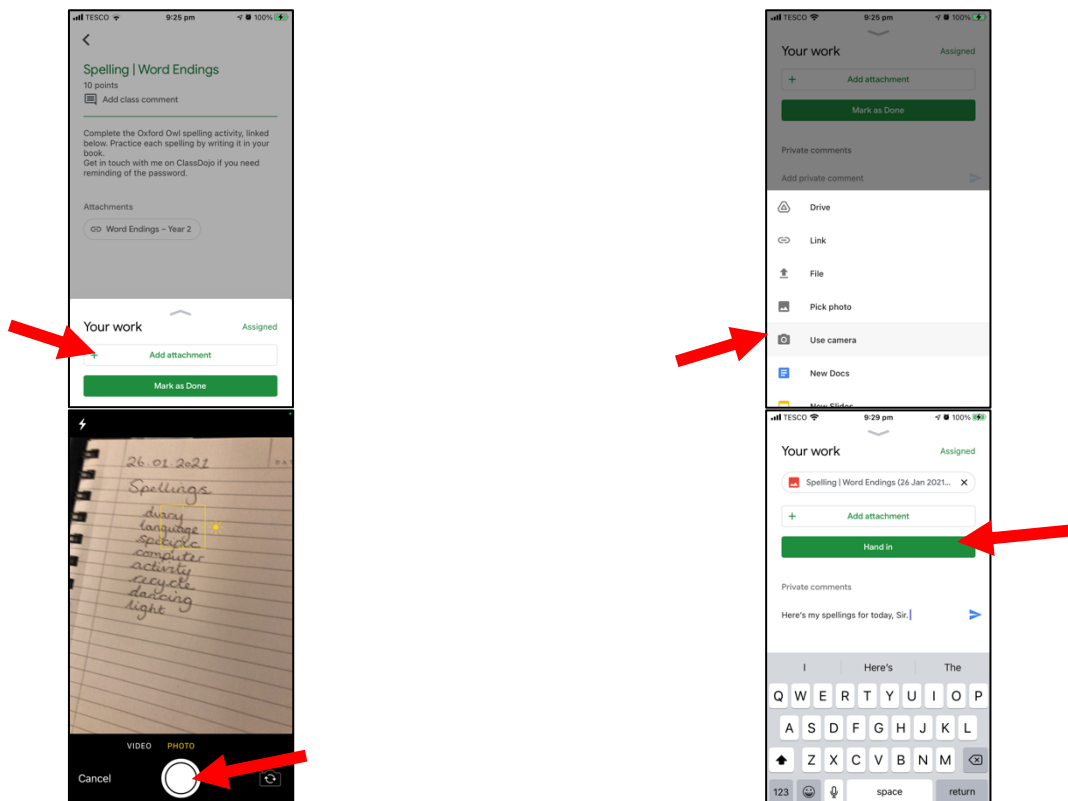 TESCO 9:25 pm 100%
Spelling | Word Endings
10 points
Add class comment
Complete the Oxford Owl spelling activity, linked
below. Practice each spelling by writing it in your
book.
Get in touch with me on ClassDojo if you need
reminding of the password.
Attachments
Word Endings – Year 2
Your work Assigned
+ Add attachment
Mark as Done
TESCO 9:25 pm 100%
Your work Assigned
+ Add attachment
Mark as Done
Private comments
Add private comment
Drive
Link
File
Pick photo
Use camera
New Docs
New Slides
26.01.2021
Spellings
diary
language
specific
computer
activity
recycle
dancing
light
VIDEO PHOTO
Cancel
TESCO 9:29 pm 100%
Your work Assigned
Spelling | Word Endings (26 Jan 2021... X
+ Add attachment
Hand in
Private comments
Here's my spellings for today, Sir.
I Here's The
Q W E R T Y U I O P
A S D F G H J K L
Z X C V B N M
123 space return